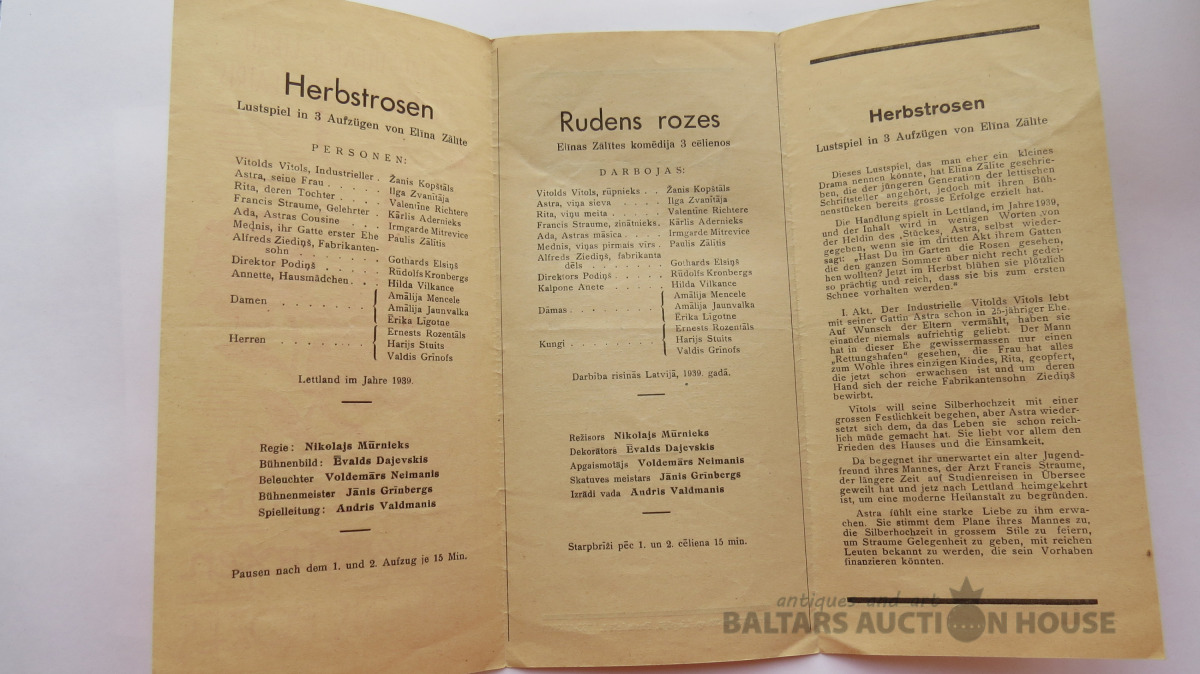 Herbstrosen
Lustspiel in 3 Aufzügen von Elīna Zālīte
PERSONEN:
Vitolds Vītols, Industrieller . Žanis Kopštāls
Astra, seine Frau . . . . . Ilga Zvanītāja
Rita, deren Tochter . . . . Valentīne Richtere
Francis Straume, Gelehrter . Kārlis Adernieks
Ada, Astras Cousine . . . Irmgarde Mitrevice
Mednis, ihr Gatte erster Ehe Paulis Zālītis
Alfreds Ziediņš, Fabrikanten-
sohn . . . . . . . . Gothards Elsiņš
Direktor Podiņš . . . . . Rūdolfs Kronbergs
Annette, Hausmädchen . . . Hilda Vilkance
Damen . . . . . . . . Amālija Mencele
Amālija Jaunvalka
Ērika Līgotne
Herren . . . . . . . . Ernests Rozentāls
Harijs Stuits
Valdis Grīnofs
Lettland im Jahre 1939.
Regie: Nikolajs Mūrnieks
Bühnenbild: Ēvalds Dajevskis
Beleuchter Voldemārs Neimanis
Bühnenmeister Jānis Grīnbergs
Spielleitung: Andris Valdmanis
Pausen nach dem 1. und 2. Aufzug je 15 Min.
Rudens rozes
Elīnas Zālītes komēdija 3 cēlienos
DARBOJAS:
Vitolds Vītols, rūpnieks . . Žanis Kopštāls
Astra, viņa sieva . . . . Ilga Zvanītāja
Rita, viņu meita . . . . . Valentīne Richtere
Francis Straume, zinātnieks. Kārlis Adernieks
Ada, Astras māsīca . . . . Irmgarde Mitrevice
Mednis, viņas pirmais vīrs . Paulis Zālītis
Alfreds Ziediņš, fabrikanta
dēls . . . . . . . Gothards Elsiņš
Direktors Podiņš . . . . . Rūdolfs Kronbergs
Kalpone Anete . . . . . Hilda Vilkance
Dāmas . . . . . . . . Amālija Mencele
Amālija Jaunvalka
Ērika Līgotne
Kungi . . . . . . . . Ernests Rozentāls
Harijs Stuits
Valdis Grīnofs
Darbība risinās Latvijā, 1939. gadā.
Režisors Nikolajs Mūrnieks
Dekorātors Ēvalds Dajevskis
Apgaismotājs Voldemārs Neimanis
Skatuves meistars Jānis Grīnbergs
Izrādi vada Andris Valdmanis
Starpbrīži pēc 1. un 2. cēliena 15 min.
Herbstrosen
Lustspiel in 3 Aufzügen von Elīna Zālīte
Dieses Lustspiel, das man eher ein kleines
Drama nennen könnte, hat Elīna Zālīte geschrie-
ben, die der jüngeren Generation der lettischen
Schriftsteller angehört, jedoch mit ihren Büh-
nenstücken bereits grosse Erfolge erzielt hat.
Die Handlung spielt in Lettland, im Jahre 1939,
und der Inhalt wird in wenigen Worten von
der Heldin des Stückes, Astra, selbst wieder-
gegeben, wenn sie im dritten Akt ihrem Gatten
sagt: „Hast Du im Garten die Rosen gesehen,
die den ganzen Sommer über nicht recht gedei-
hen wollten? Jetzt im Herbst blühen sie plötzlich
so prächtig und reich, dass sie bis zum ersten
Schnee vorhalten werden."
I. Akt. Der Industrielle Vitolds Vītols lebt
mit seiner Gattin Astra schon in 25-jähriger Ehe.
Auf Wunsch der Eltern vermählt, haben sie
einander niemals aufrichtig geliebt. Der Mann
hat in dieser Ehe gewissermassen nur einen
„Rettungshafen" gesehen, die Frau hat alles
zum Wohle ihres einzigen Kindes, Rita, geopfert,
die jetzt schon erwachsen ist und um deren
Hand sich der reiche Fabrikantensohn Ziediņš
bewirbt.
Vitols will seine Silberhochzeit mit einer
grossen Festlichkeit begehen, aber Astra wieder-
setzt sich dem, da das Leben sie schon reich-
lich müde gemacht hat. Sie liebt vor allem den
Frieden des Hauses und die Einsamkeit,
Da begegnet ihr unerwartet ein alter Jugend-
freund ihres Mannes, der Arzt Francis Straume,
der längere Zeit auf Studienreisen in Übersee
geweilt hat und jetz nach Lettland heimgekehrt
ist, um eine moderne Heilanstalt zu begründen.
Astra fühlt eine starke Liebe zu ihm erwa-
chen. Sie stimmt dem Plane ihres Mannes zu,
die Silberhochzeit in grossem Stile zu feiern,
um Straume Gelegenheit zu geben, mit reichen
Leuten bekannt zu werden, die sein Vorhaben
finanzieren könnten.
antiques and art
BALTARS AUCTION HOUSE